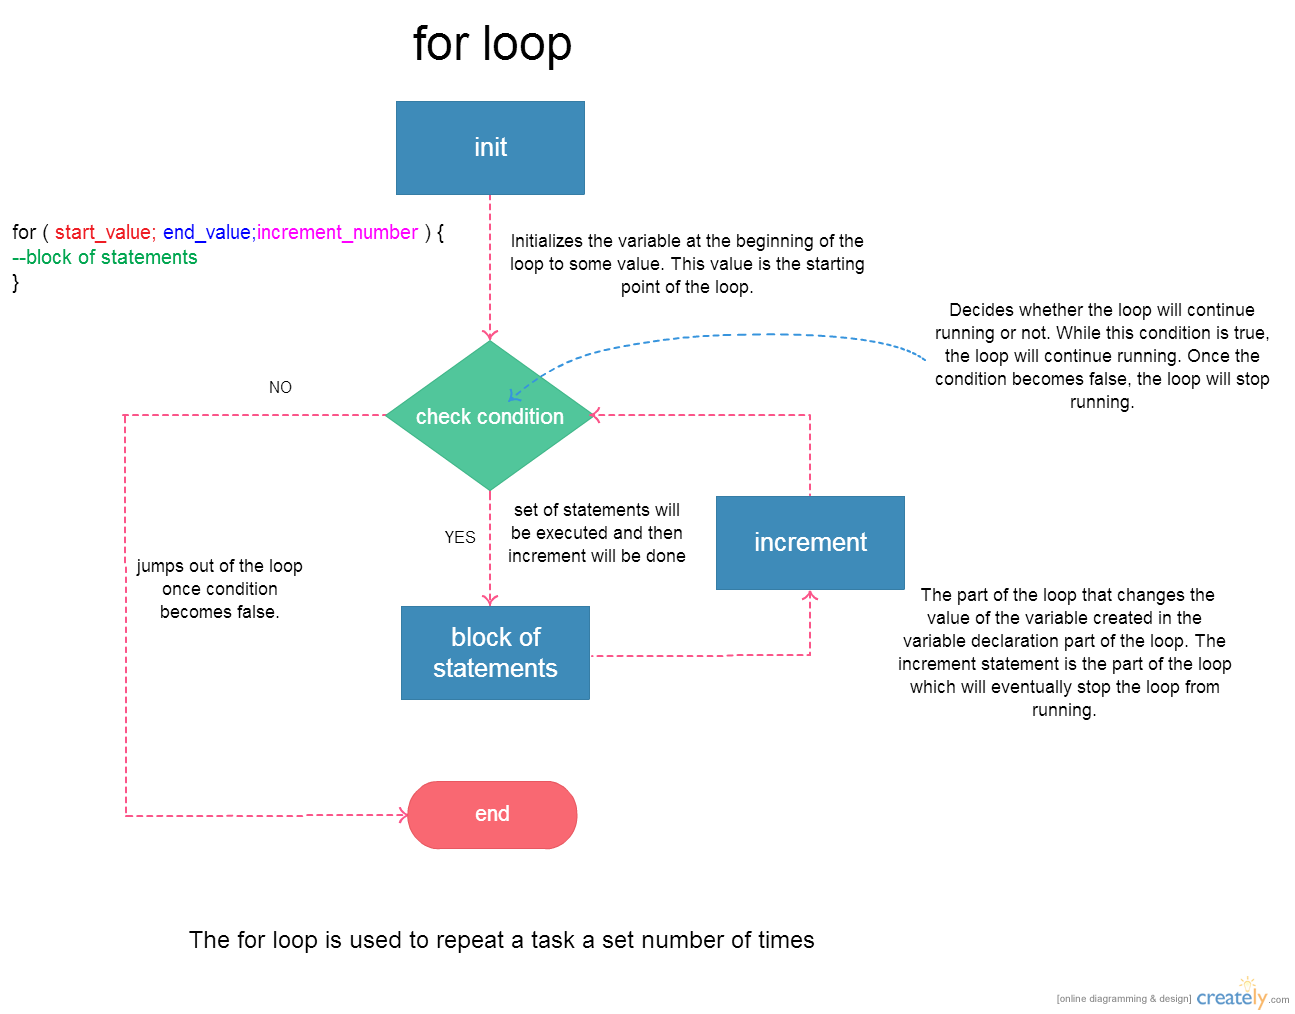 for loop
init
for ( start_value; end_value;increment_number ) {
--block of statements
}
Initializes the variable at the beginning of the
loop to some value. This value is the starting
point of the loop.
Decides whether the loop will continue
running or not. While this condition is true,
the loop will continue running. Once the
condition becomes false, the loop will stop
running.
NO
check condition
YES
set of statements will
be executed and then
increment will be done
increment
jumps out of the loop
once condition
becomes false.
The part of the loop that changes the
value of the variable created in the
variable declaration part of the loop. The
increment statement is the part of the loop
which will eventually stop the loop from
running.
block of
statements
end
The for loop is used to repeat a task a set number of times
[online diagramming & design] creately.com